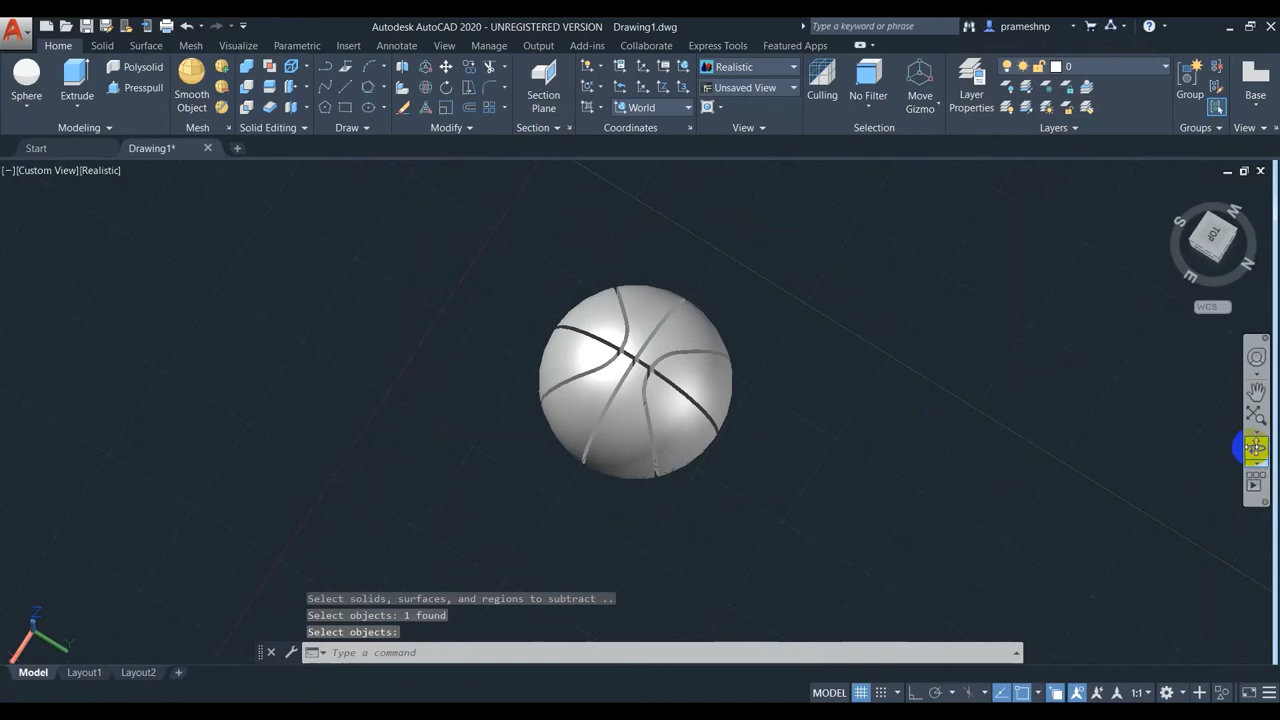 Autodesk AutoCAD 2020 - UNREGISTERED VERSION Drawing1.dwg
Type a keyword or phrase
prameshnp
Home Solid Surface Mesh Visualize Parametric Insert Annotate View Manage Output Add-ins Collaborate Express Tools Featured Apps
Sphere
Extrude
Polysolid
Presspull
Modeling
Smooth
Object
Mesh
Solid Editing
Draw
Modify
Section
Plane
Section
World
Coordinates
Realistic
Unsaved View
View
Culling
No Filter
Move
Gizmo
Selection
Layer
Properties
0
Layers
Group
Groups
Base
View
Start
Drawing1*
[−][Custom View][Realistic]
S
W
TOP
E
N
WCS
Select solids, surfaces, and regions to subtract ..
Select objects: 1 found
Select objects:
Type a command
Z
Y
Model Layout1 Layout2
MODEL
1:1